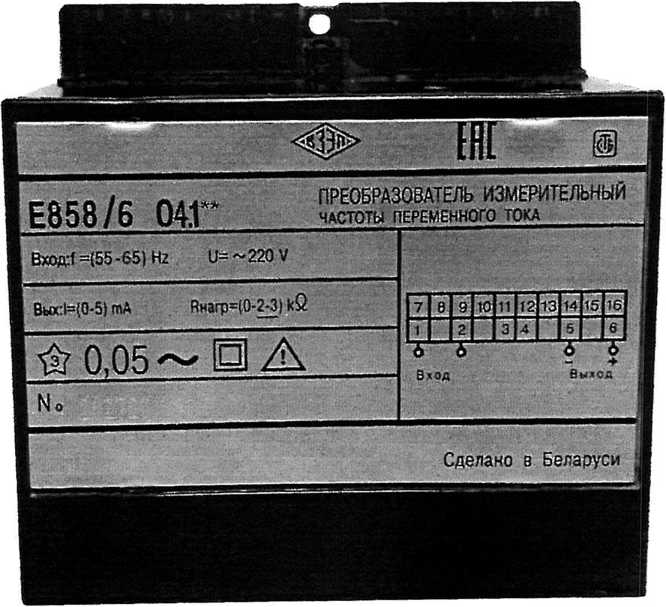 ВЗЭП
ЕАС
СТБ
Е858/6 04.1**
ПРЕОБРАЗОВАТЕЛЬ ИЗМЕРИТЕЛЬНЫЙ
ЧАСТОТЫ ПЕРЕМЕННОГО ТОКА
Вход:f =(55-65) Hz U= ~220 V
Вых:I=(0-5) mA Rнагр=(0-2-3) kΩ
7 8 9 10 11 12 13 14 15 16
1 2 3 4 5 6
- +
Вход Выход
3 0,05 ~
No
Сделано в Беларуси